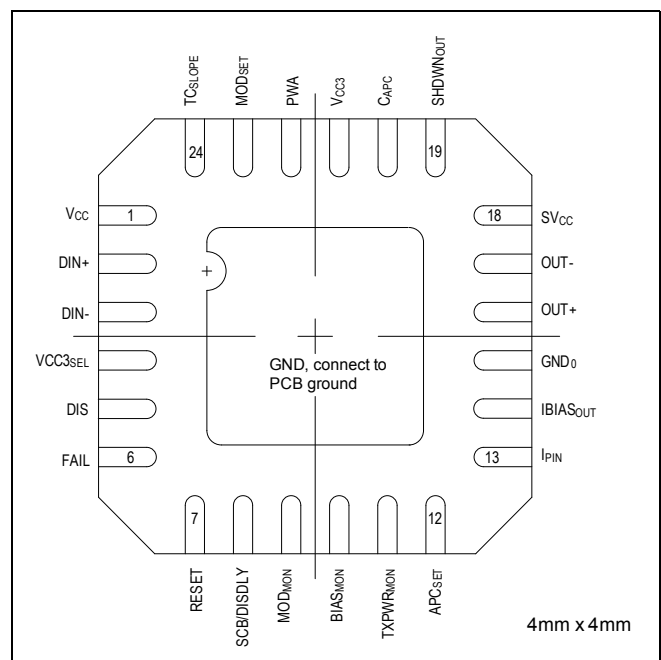 TCSLOPE
MODSET
PWA
VCC3
CAPC
SHDWNOUT
24
19
VCC
1
18
SVCC
DIN+
OUT-
DIN-
OUT+
VCC3SEL
GND, connect to
PCB ground
GND0
DIS
IBIASOUT
FAIL
6
13
IPIN
7
12
RESET
SCB/DISDLY
MODMON
BIASMON
TXPWRMON
APCSET
4mm x 4mm